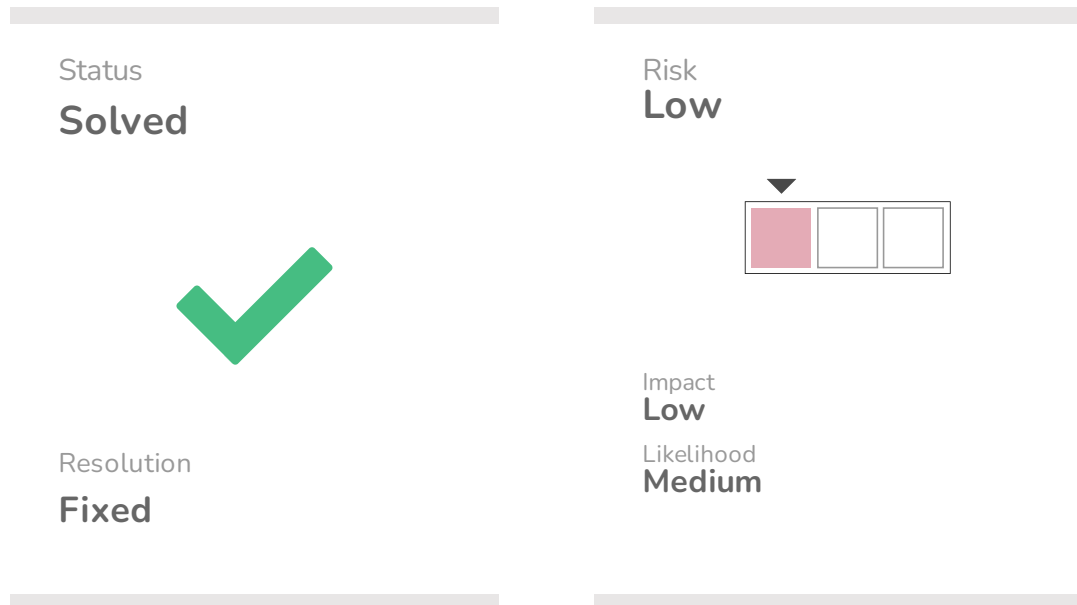 Status
Solved
Resolution
Fixed
Risk
Low
Impact
Low
Likelihood
Medium